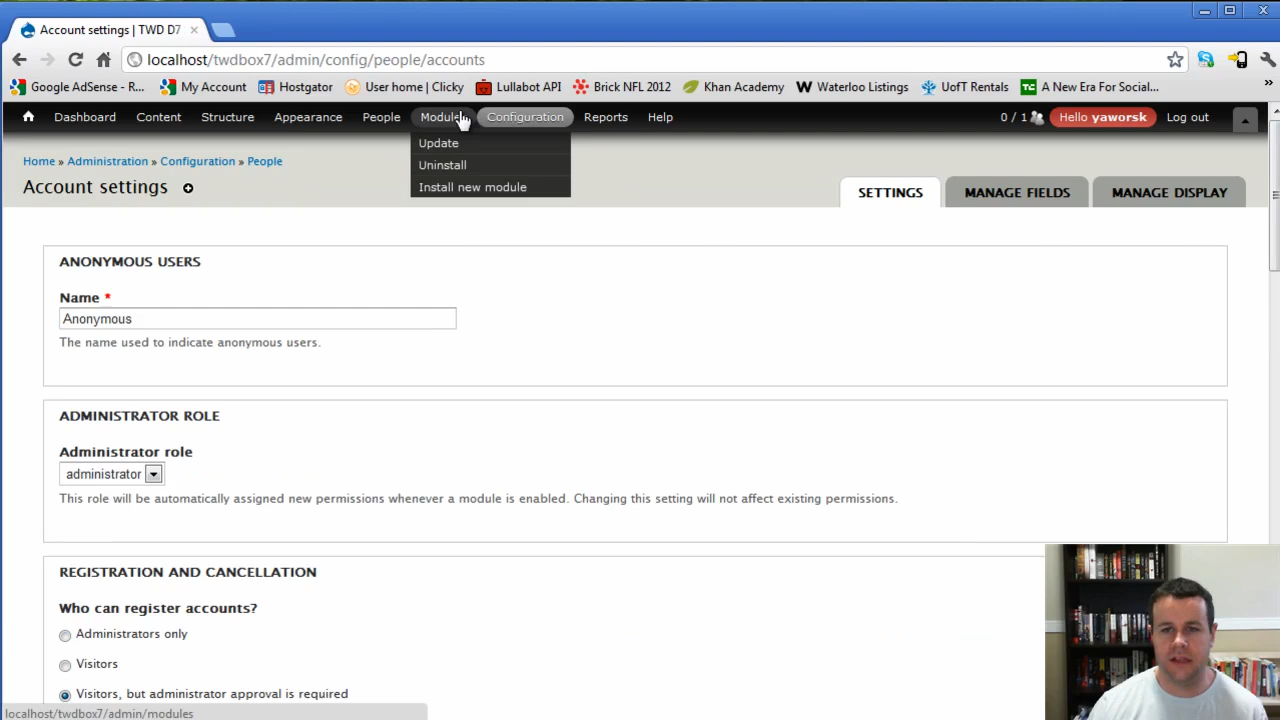 Account settings | TWD D7
localhost/twdbox7/admin/config/people/accounts
Google AdSense - R... My Account Hostgator User home | Clicky Lullabot API Brick NFL 2012 Khan Academy Waterloo Listings UofT Rentals A New Era For Social... »
Dashboard Content Structure Appearance People Modul Configuration Reports Help 0 / 1 Hello yaworsk Log out
Update
Uninstall
Install new module
Home » Administration » Configuration » People
Account settings
SETTINGS MANAGE FIELDS MANAGE DISPLAY
ANONYMOUS USERS
Name *
Anonymous
The name used to indicate anonymous users.
ADMINISTRATOR ROLE
Administrator role
administrator
This role will be automatically assigned new permissions whenever a module is enabled. Changing this setting will not affect existing permissions.
REGISTRATION AND CANCELLATION
Who can register accounts?
Administrators only
Visitors
Visitors, but administrator approval is required
localhost/twdbox7/admin/modules